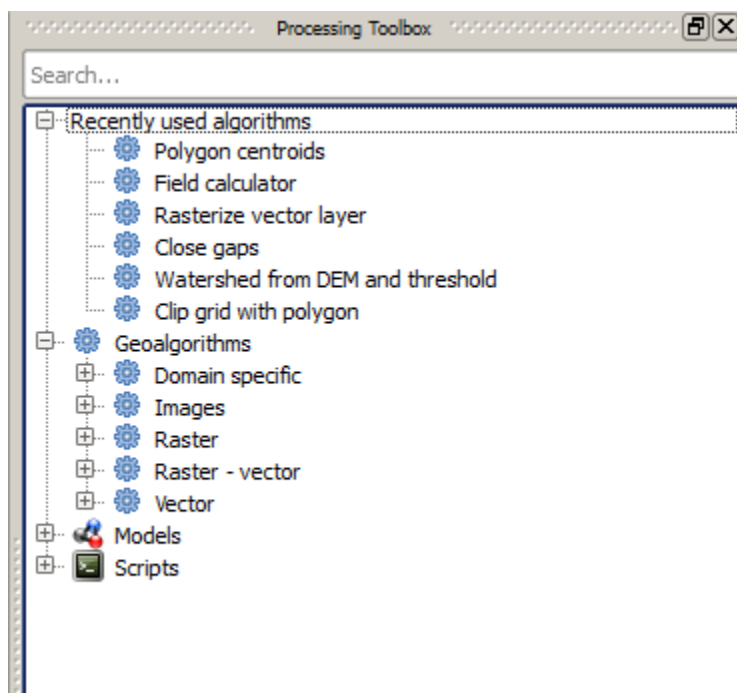 Processing Toolbox
Search...
Recently used algorithms
Polygon centroids
Field calculator
Rasterize vector layer
Close gaps
Watershed from DEM and threshold
Clip grid with polygon
Geoalgorithms
Domain specific
Images
Raster
Raster - vector
Vector
Models
Scripts